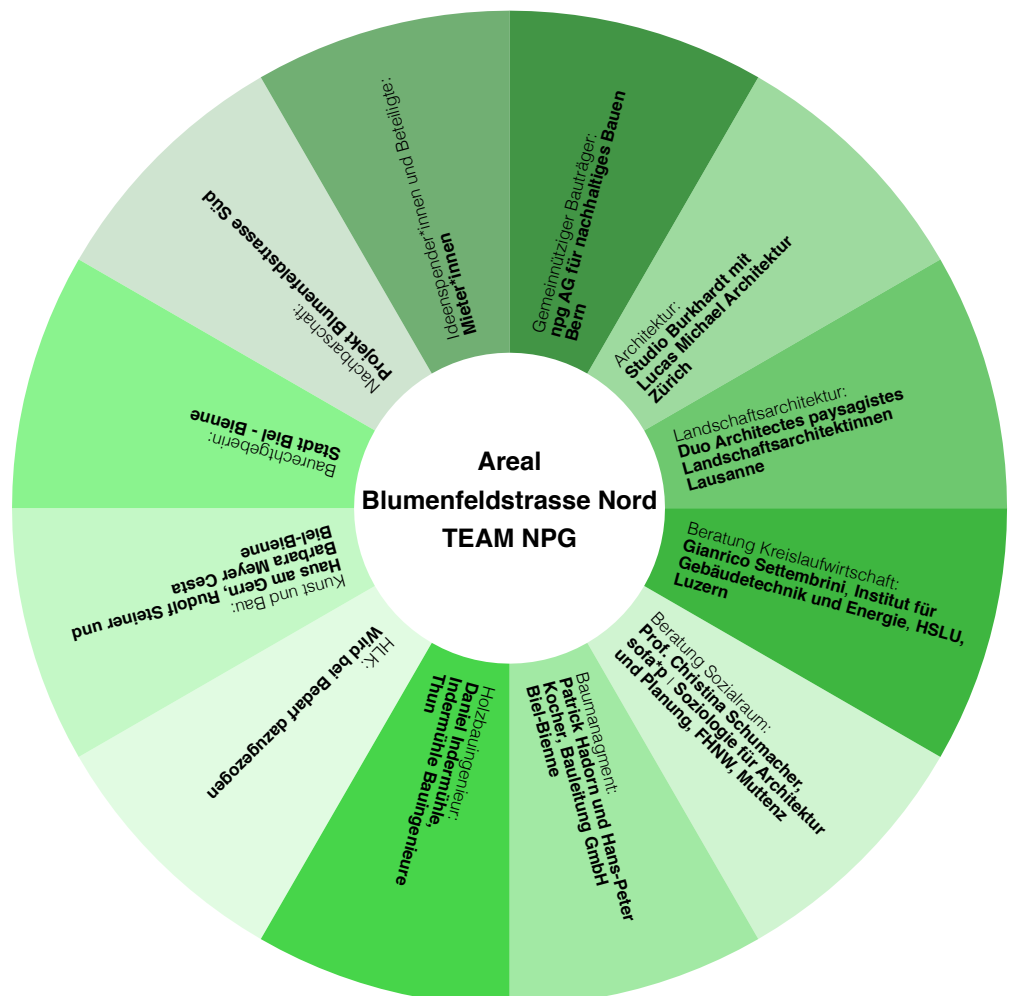 Areal
Blumenfeldstrasse Nord
TEAM NPG
Gemeinnütziger Bauträger:
npg AG für nachhaltiges Bauen
Bern
Architektur:
Studio Burkhardt mit
Lucas Michael Architektur
Zürich
Landschaftsarchitektur:
Duo Architectes paysagistes
Landschaftsarchitektinnen
Lausanne
Beratung Kreislaufwirtschaft:
Gianrico Settembrini, Institut für
Gebäudetechnik und Energie, HSLU,
Luzern
Beratung Sozialraum:
Prof. Christina Schumacher,
sofa*p | Soziologie für Architektur
und Planung, FHNW, Muttenz
Baumanagment:
Patrick Hadorn und Hans-Peter
Kocher, Bauleitung GmbH
Biel-Bienne
Holzbauingenieur:
Daniel Indermühle,
Indermühle Bauingenieure
Thun
HLK:
Wird bei Bedarf dazugezogen
Kunst und Bau:
Haus am Gern, Rudolf Steiner und
Barbara Meyer Cesta
Biel-Bienne
Baurechtgeberin:
Stadt Biel - Bienne
Nachbarschaft:
Projekt Blumenfeldstrasse Süd
Ideenspender*innen und Beteiligte:
Mieter*innen